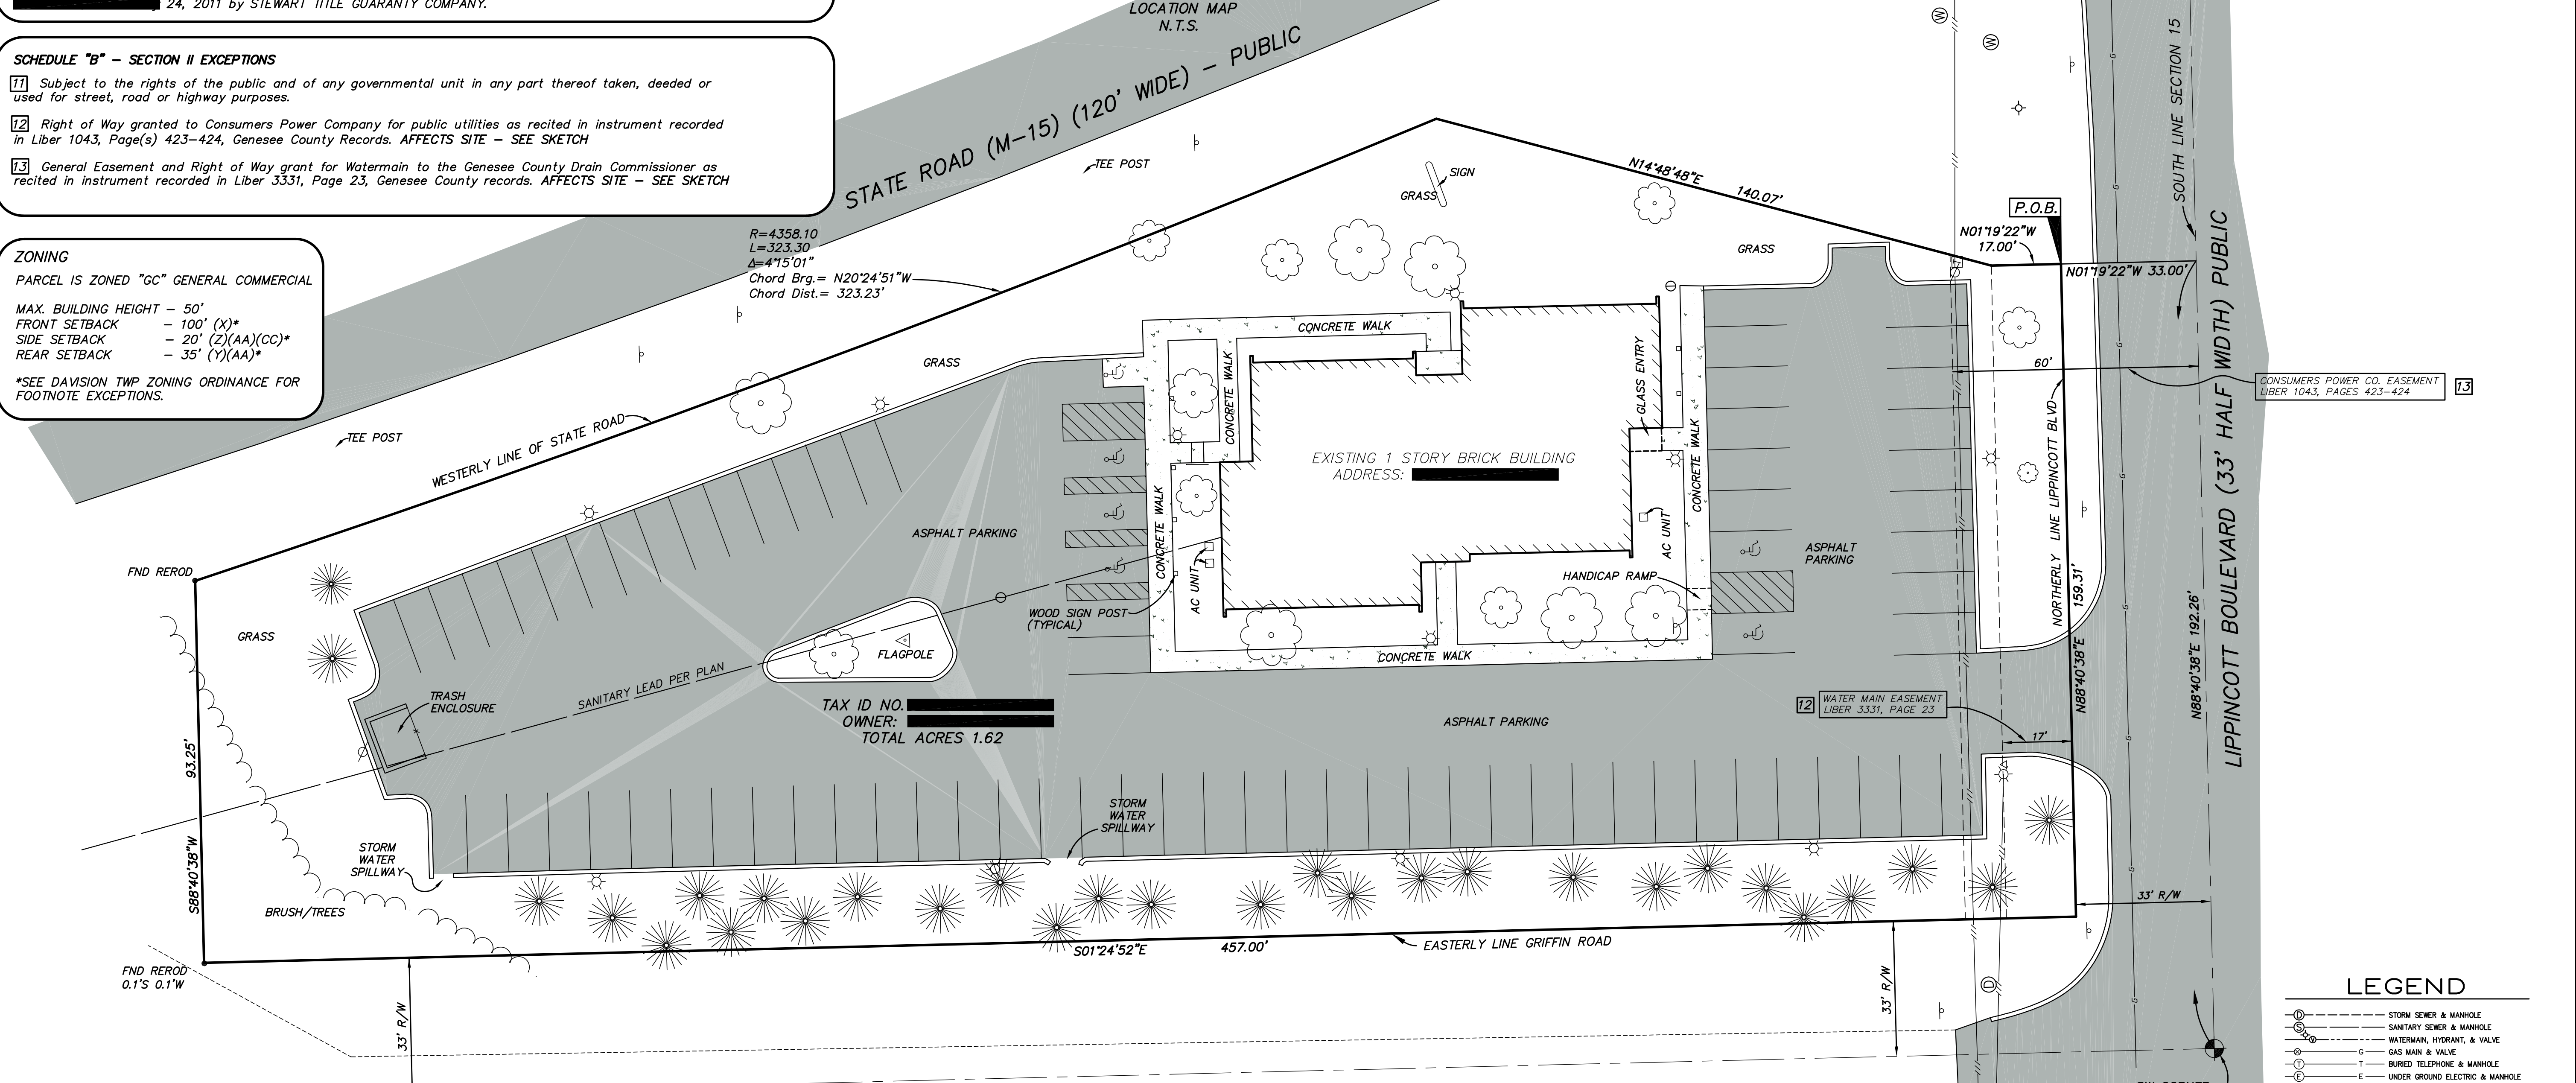 24, 2011 by STEWART TITLE GUARANTY COMPANY.
SCHEDULE "B" – SECTION II EXCEPTIONS
11 Subject to the rights of the public and of any governmental unit in any part thereof taken, deeded or
used for street, road or highway purposes.
12 Right of Way granted to Consumers Power Company for public utilities as recited in instrument recorded
in Liber 1043, Page(s) 423–424, Genesee County Records. AFFECTS SITE – SEE SKETCH
13 General Easement and Right of Way grant for Watermain to the Genesee County Drain Commissioner as
recited in instrument recorded in Liber 3331, Page 23, Genesee County records. AFFECTS SITE – SEE SKETCH
ZONING
PARCEL IS ZONED "GC" GENERAL COMMERCIAL
MAX. BUILDING HEIGHT – 50'
FRONT SETBACK – 100' (X)*
SIDE SETBACK – 20' (Z)(AA)(CC)*
REAR SETBACK – 35' (Y)(AA)*
*SEE DAVISION TWP ZONING ORDINANCE FOR
FOOTNOTE EXCEPTIONS.
LOCATION MAP
N.T.S.
STATE ROAD (M–15) (120' WIDE) – PUBLIC
TEE POST
R=4358.10
L=323.30
Δ=4°15'01"
Chord Brg.= N20°24'51"W
Chord Dist.= 323.23'
TEE POST
WESTERLY LINE OF STATE ROAD
GRASS
SIGN
GRASS
N14°48'48"E
140.07'
GRASS
P.O.B.
N01°19'22"W
17.00'
N01°19'22"W 33.00'
SOUTH LINE SECTION 15
60'
CONSUMERS POWER CO. EASEMENT
LIBER 1043, PAGES 423–424
13
LIPPINCOTT BOULEVARD (33' HALF WIDTH) PUBLIC
NORTHERLY LINE LIPPINCOTT BLVD
159.31'
N88°40'38"E
N88°40'38"E 192.26'
CONCRETE WALK
CONCRETE WALK
CONCRETE WALK
GLASS ENTRY
CONCRETE WALK
EXISTING 1 STORY BRICK BUILDING
ADDRESS:
AC UNIT
AC UNIT
HANDICAP RAMP
WOOD SIGN POST
(TYPICAL)
CONCRETE WALK
ASPHALT PARKING
ASPHALT
PARKING
FND REROD
GRASS
FLAGPOLE
SANITARY LEAD PER PLAN
TRASH
ENCLOSURE
TAX ID NO.
OWNER:
TOTAL ACRES 1.62
ASPHALT PARKING
12
WATER MAIN EASEMENT
LIBER 3331, PAGE 23
17'
93.25'
S88°40'38"W
STORM
WATER
SPILLWAY
STORM
WATER
SPILLWAY
BRUSH/TREES
FND REROD
0.1'S 0.1'W
S01°24'52"E
457.00'
EASTERLY LINE GRIFFIN ROAD
33' R/W
33' R/W
33' R/W
LEGEND
D STORM SEWER & MANHOLE
S SANITARY SEWER & MANHOLE
WATERMAIN, HYDRANT, & VALVE
G GAS MAIN & VALVE
T T BURIED TELEPHONE & MANHOLE
E E UNDER GROUND ELECTRIC & MANHOLE